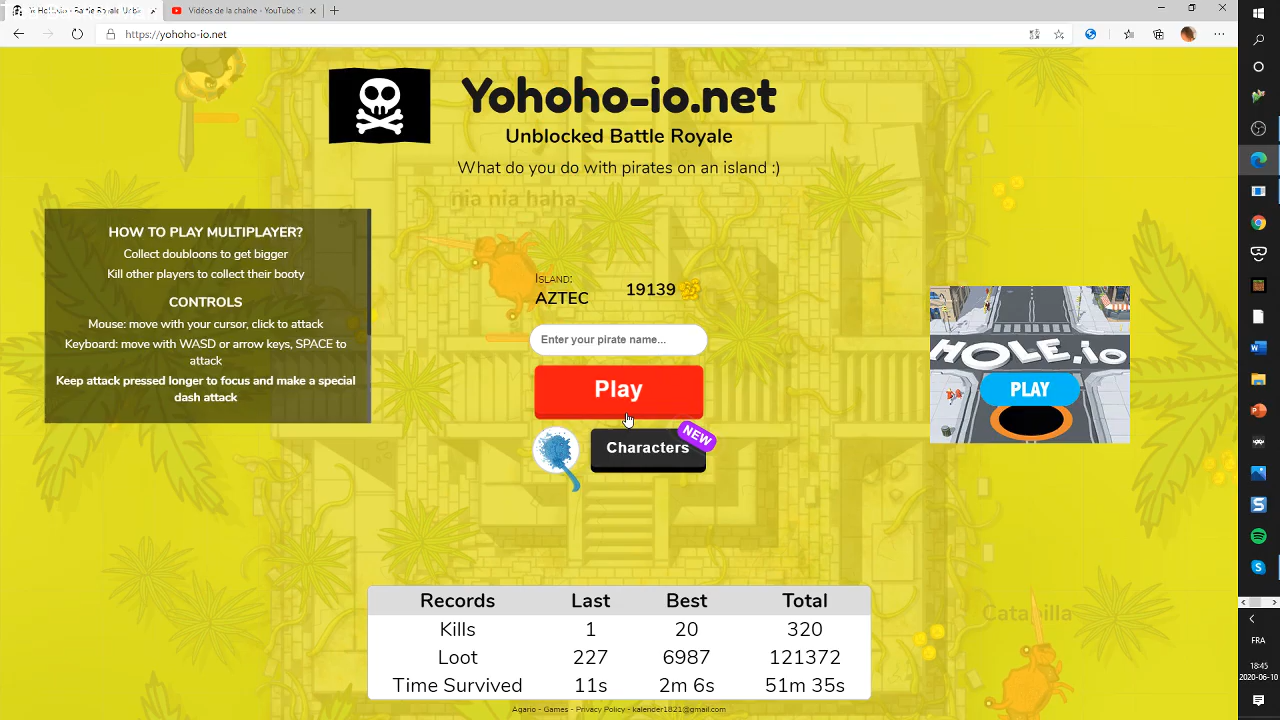 Vidéos de la chaîne - YouTube S
https://yohoho-io.net
Yohoho-io.net
Unblocked Battle Royale
What do you do with pirates on an island :)
nia nia haha
HOW TO PLAY MULTIPLAYER?
Collect doubloons to get bigger
Kill other players to collect their booty
CONTROLS
Mouse: move with your cursor, click to attack
Keyboard: move with WASD or arrow keys, SPACE to
attack
Keep attack pressed longer to focus and make a special
dash attack
Island:
AZTEC
19139
Enter your pirate name...
Play
Characters
NEW
HOLE.io
PLAY
Records Last Best Total
Kills 1 20 320
Loot 227 6987 121372
Time Survived 11s 2m 6s 51m 35s
Agario - Games - Privacy Policy - kalender1821@gmail.com
FRA
18:45
2020-06-10